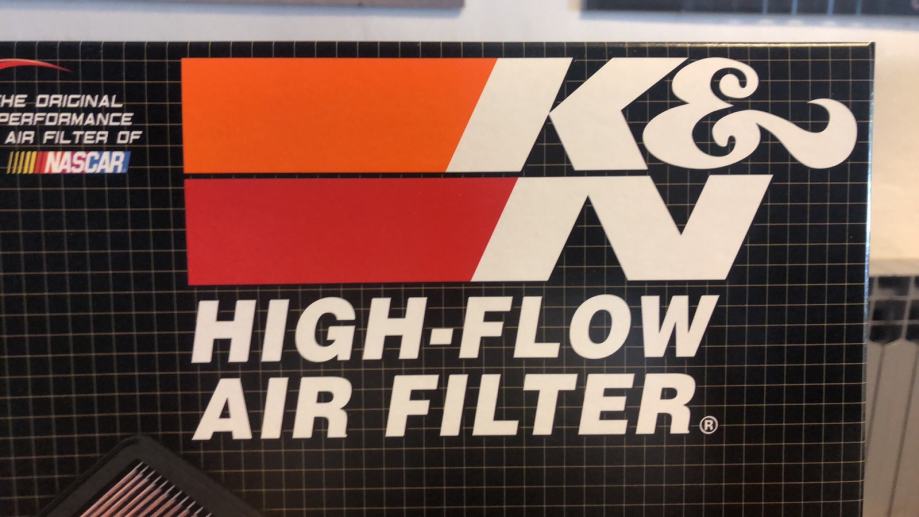 THE ORIGINAL
PERFORMANCE
AIR FILTER OF
NASCAR
K&
N
HIGH-FLOW
AIR FILTER®